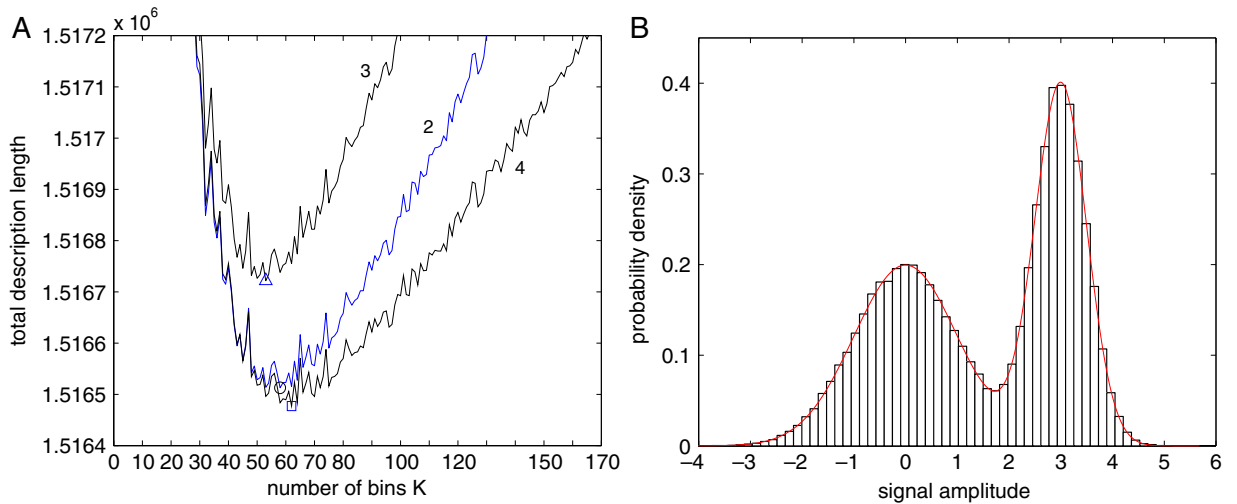 A
x 10⁶
1.5172
1.5171
1.517
1.5169
1.5168
1.5167
1.5166
1.5165
1.5164
total description length
3
2
4
0 10 20 30 40 50 60 70 80 100 120 150 170
number of bins K
B
0.4
0.3
0.2
0.1
0
probability density
−4 −3 −2 −1 0 1 2 3 4 5 6
signal amplitude